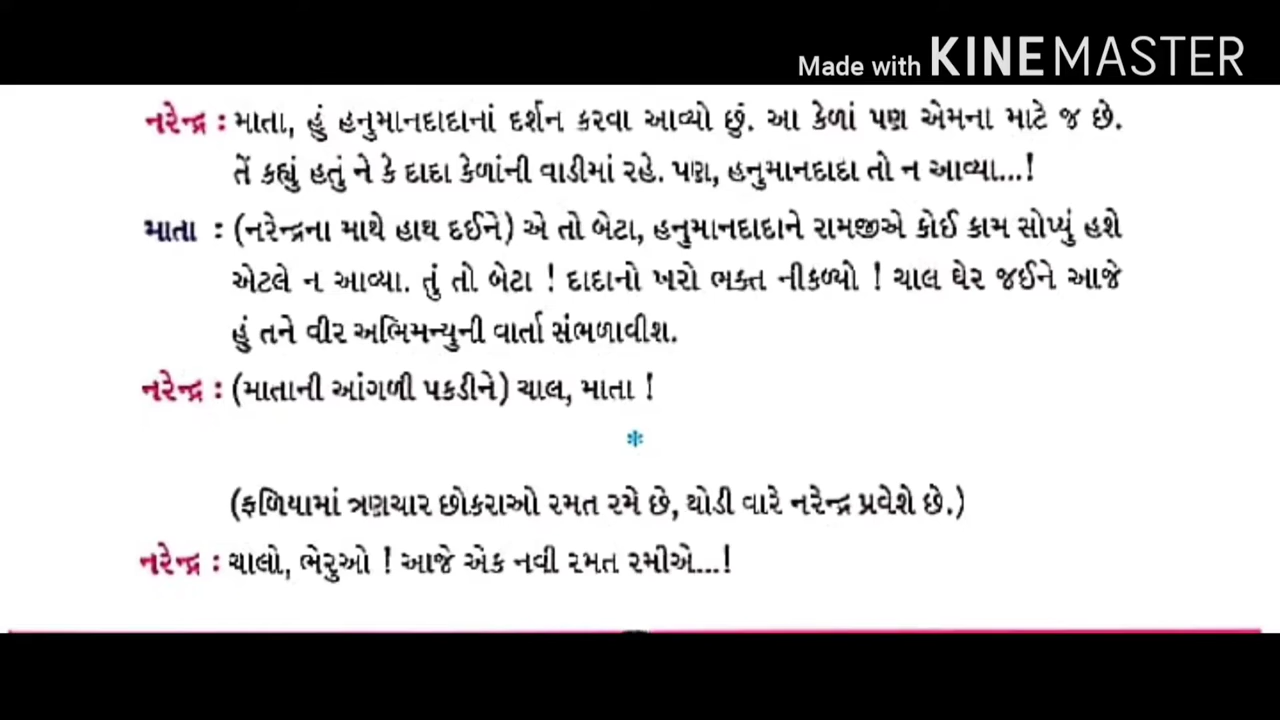 Made with KINEMASTER
નરેન્દ્ર : માતા, હું હનુમાનદાદાનાં દર્શન કરવા આવ્યો છું. આ કેળાં પણ એમના માટે જ છે.
તેં કહ્યું હતું ને કે દાદા કેળાંની વાડીમાં રહે. પણ, હનુમાનદાદા તો ન આવ્યા...!
માતા : (નરેન્દ્રના માથે હાથ દઈને) એ તો બેટા, હનુમાનદાદાને રામજીએ કોઈ કામ સોપ્યું હશે
એટલે ન આવ્યા. તું તો બેટા ! દાદાનો ખરો ભક્ત નીકળ્યો ! ચાલ ઘેર જઈને આજે
હું તને વીર અભિમન્યુની વાર્તા સંભળાવીશ.
નરેન્દ્ર : (માતાની આંગળી પકડીને) ચાલ, માતા !
*
(ફળિયામાં ત્રણચાર છોકરાઓ રમત રમે છે, થોડી વારે નરેન્દ્ર પ્રવેશે છે.)
નરેન્દ્ર : ચાલો, ભેરુઓ ! આજે એક નવી રમત રમીએ...!